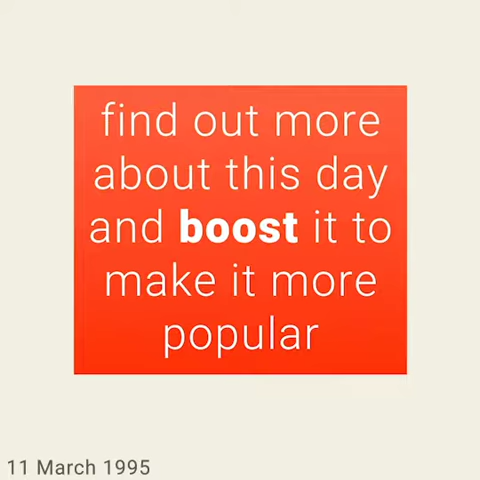 find out more
about this day
and boost it to
make it more
popular
11 March 1995